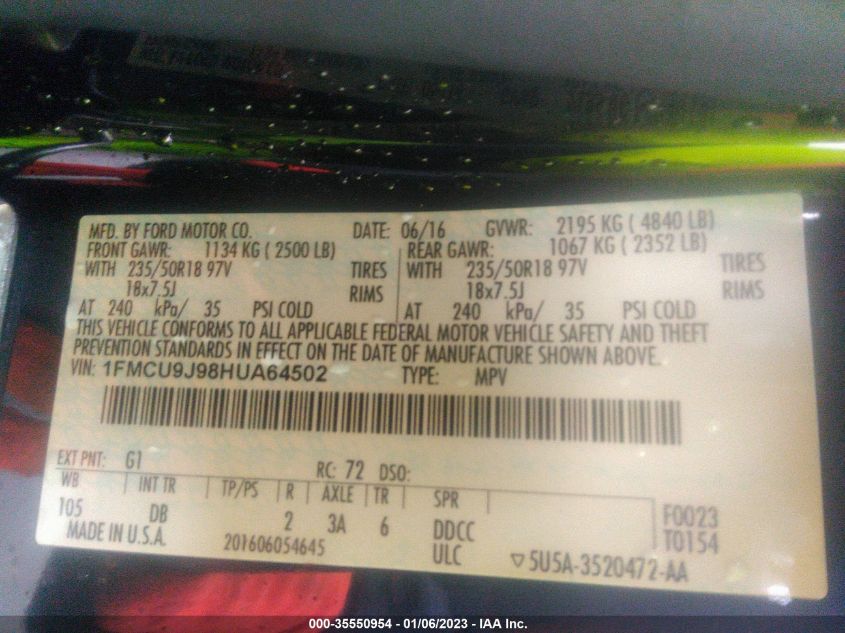 MFD. BY FORD MOTOR CO. DATE: 06/16 GVWR: 2195 KG ( 4840 LB)
FRONT GAWR: 1134 KG ( 2500 LB) REAR GAWR: 1067 KG ( 2352 LB)
WITH 235/50R18 97V TIRES WITH 235/50R18 97V TIRES
18x7.5J RIMS 18x7.5J RIMS
AT 240 kPa/ 35 PSI COLD AT 240 kPa/ 35 PSI COLD
THIS VEHICLE CONFORMS TO ALL APPLICABLE FEDERAL MOTOR VEHICLE SAFETY AND THEFT
PREVENTION STANDARDS IN EFFECT ON THE DATE OF MANUFACTURE SHOWN ABOVE.
VIN: 1FMCU9J98HUA64502 TYPE: MPV
EXT PNT: G1 RC: 72 DSO:
WB INT TR TP/PS R AXLE TR SPR
105 DB 2 3A 6 DDCC F0023
MADE IN U.S.A. 201606054645 ULC T0154
▽5U5A-3520472-AA
000-35550954 - 01/06/2023 - IAA Inc.